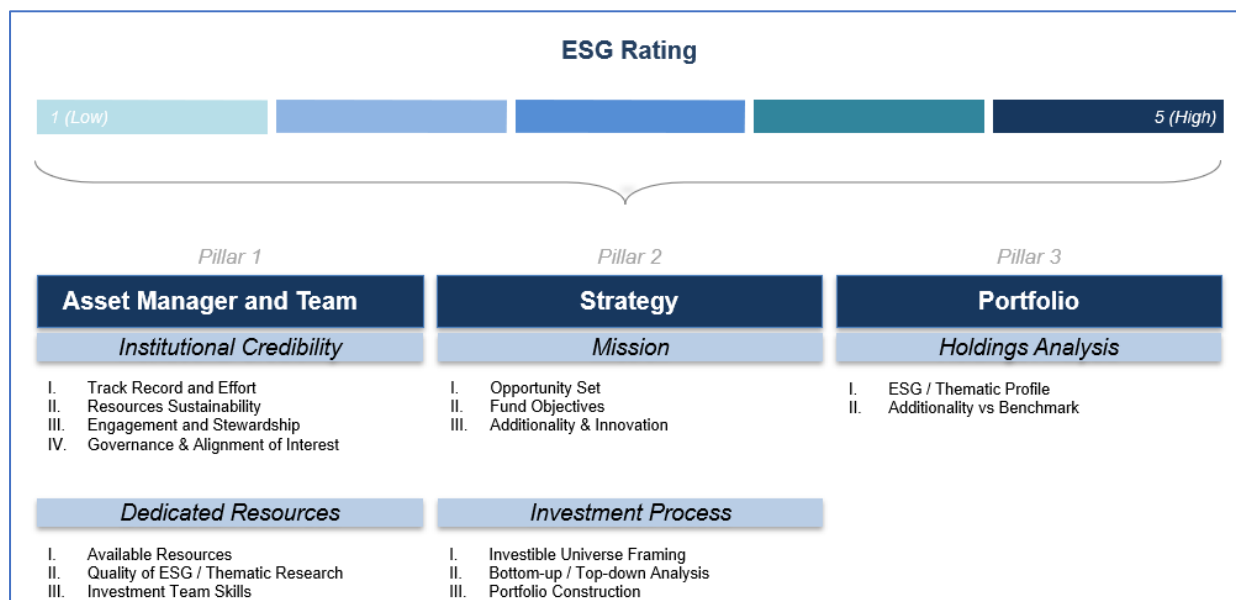 ESG Rating
1 (Low)
5 (High)
Pillar 1
Asset Manager and Team
Institutional Credibility
I. Track Record and Effort
II. Resources Sustainability
III. Engagement and Stewardship
IV. Governance & Alignment of Interest
Dedicated Resources
I. Available Resources
II. Quality of ESG / Thematic Research
III. Investment Team Skills
Pillar 2
Strategy
Mission
I. Opportunity Set
II. Fund Objectives
III. Additionality & Innovation
Investment Process
I. Investible Universe Framing
II. Bottom-up / Top-down Analysis
III. Portfolio Construction
Pillar 3
Portfolio
Holdings Analysis
I. ESG / Thematic Profile
II. Additionality vs Benchmark